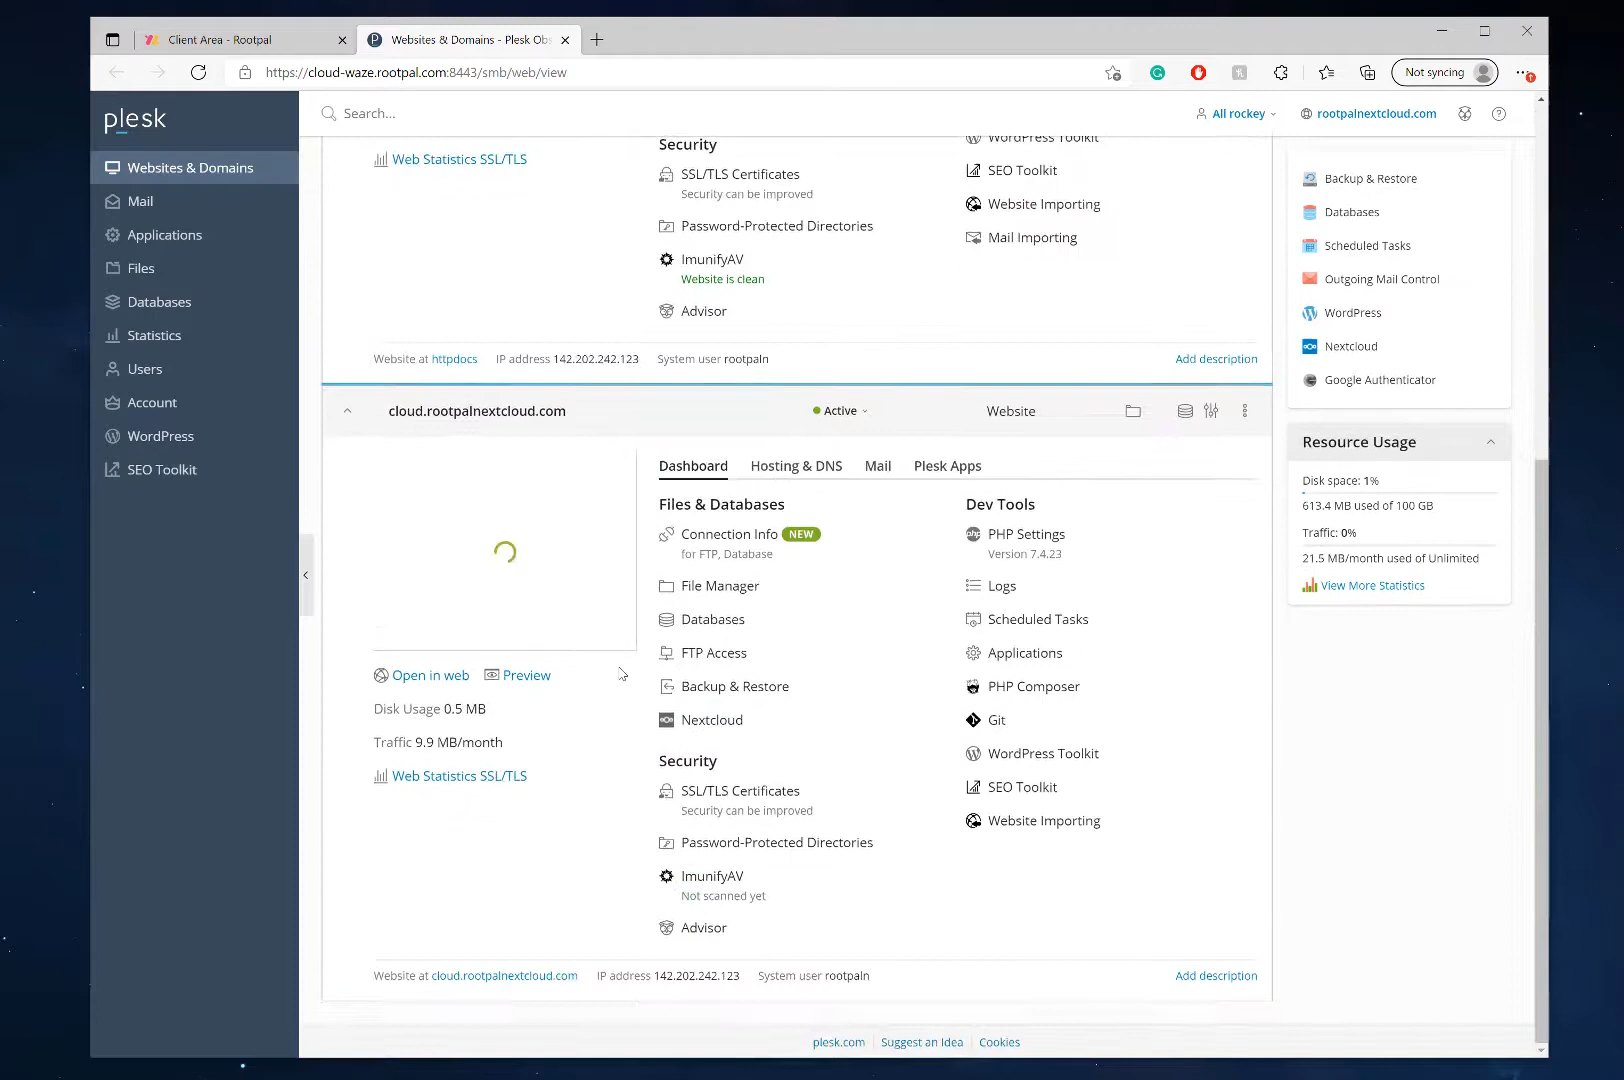 Client Area - Rootpal
Websites & Domains - Plesk Obs
https://cloud-waze.rootpal.com:8443/smb/web/view
Not syncing
plesk
Search...
All rockey
rootpalnextcloud.com
Websites & Domains
Mail
Applications
Files
Databases
Statistics
Users
Account
WordPress
SEO Toolkit
Web Statistics SSL/TLS
Security
SSL/TLS Certificates
Security can be improved
Password-Protected Directories
ImunifyAV
Website is clean
Advisor
WordPress Toolkit
SEO Toolkit
Website Importing
Mail Importing
Website at httpdocs IP address 142.202.242.123 System user rootpaln Add description
cloud.rootpalnextcloud.com Active Website
Dashboard Hosting & DNS Mail Plesk Apps
Files & Databases
Connection Info NEW
for FTP, Database
File Manager
Databases
FTP Access
Backup & Restore
Nextcloud
Security
SSL/TLS Certificates
Security can be improved
Password-Protected Directories
ImunifyAV
Not scanned yet
Advisor
Dev Tools
PHP Settings
Version 7.4.23
Logs
Scheduled Tasks
Applications
PHP Composer
Git
WordPress Toolkit
SEO Toolkit
Website Importing
Open in web Preview
Disk Usage 0.5 MB
Traffic 9.9 MB/month
Web Statistics SSL/TLS
Website at cloud.rootpalnextcloud.com IP address 142.202.242.123 System user rootpaln Add description
Backup & Restore
Databases
Scheduled Tasks
Outgoing Mail Control
WordPress
Nextcloud
Google Authenticator
Resource Usage
Disk space: 1%
613.4 MB used of 100 GB
Traffic: 0%
21.5 MB/month used of Unlimited
View More Statistics
plesk.com Suggest an Idea Cookies